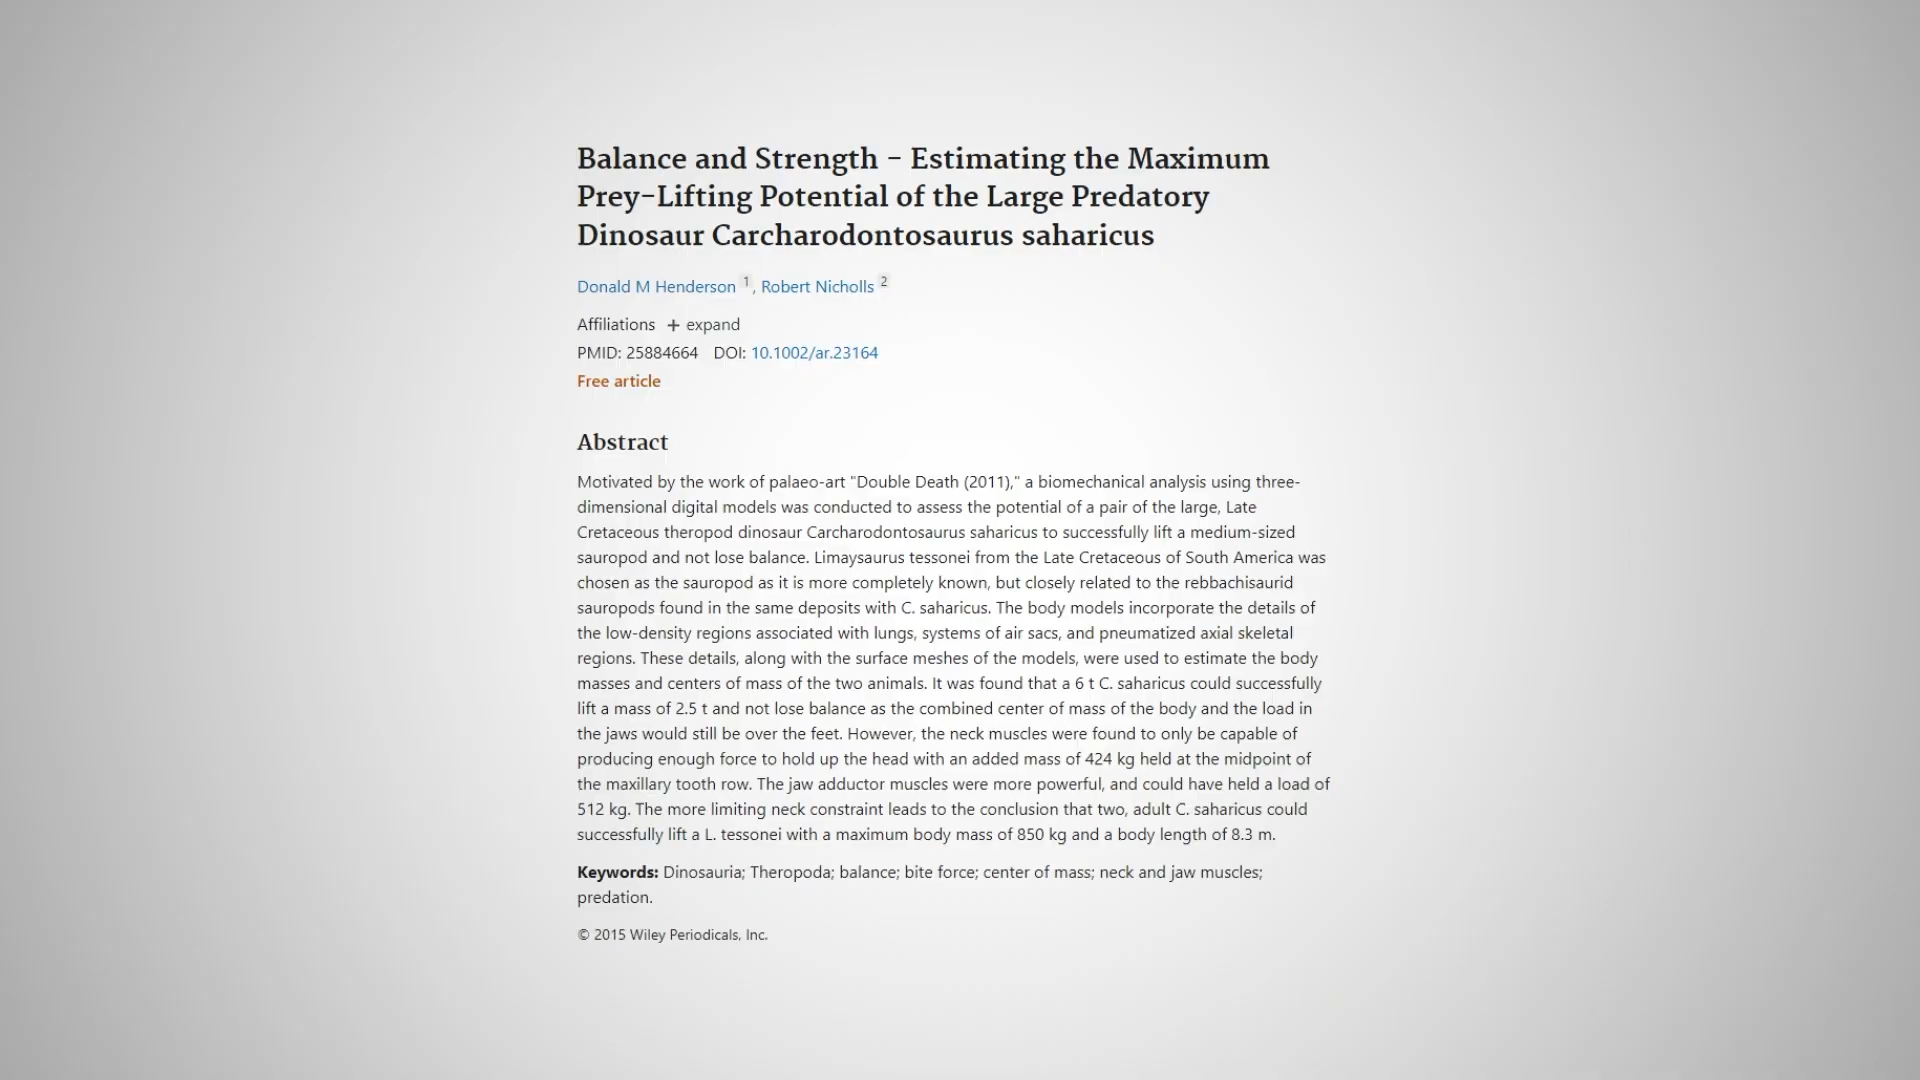 Balance and Strength - Estimating the Maximum
Prey-Lifting Potential of the Large Predatory
Dinosaur Carcharodontosaurus saharicus
Donald M Henderson 1, Robert Nicholls 2
Affiliations + expand
PMID: 25884664 DOI: 10.1002/ar.23164
Free article
Abstract
Motivated by the work of palaeo-art "Double Death (2011)," a biomechanical analysis using three-
dimensional digital models was conducted to assess the potential of a pair of the large, Late
Cretaceous theropod dinosaur Carcharodontosaurus saharicus to successfully lift a medium-sized
sauropod and not lose balance. Limaysaurus tessonei from the Late Cretaceous of South America was
chosen as the sauropod as it is more completely known, but closely related to the rebbachisaurid
sauropods found in the same deposits with C. saharicus. The body models incorporate the details of
the low-density regions associated with lungs, systems of air sacs, and pneumatized axial skeletal
regions. These details, along with the surface meshes of the models, were used to estimate the body
masses and centers of mass of the two animals. It was found that a 6 t C. saharicus could successfully
lift a mass of 2.5 t and not lose balance as the combined center of mass of the body and the load in
the jaws would still be over the feet. However, the neck muscles were found to only be capable of
producing enough force to hold up the head with an added mass of 424 kg held at the midpoint of
the maxillary tooth row. The jaw adductor muscles were more powerful, and could have held a load of
512 kg. The more limiting neck constraint leads to the conclusion that two, adult C. saharicus could
successfully lift a L. tessonei with a maximum body mass of 850 kg and a body length of 8.3 m.
Keywords: Dinosauria; Theropoda; balance; bite force; center of mass; neck and jaw muscles;
predation.
© 2015 Wiley Periodicals, Inc.